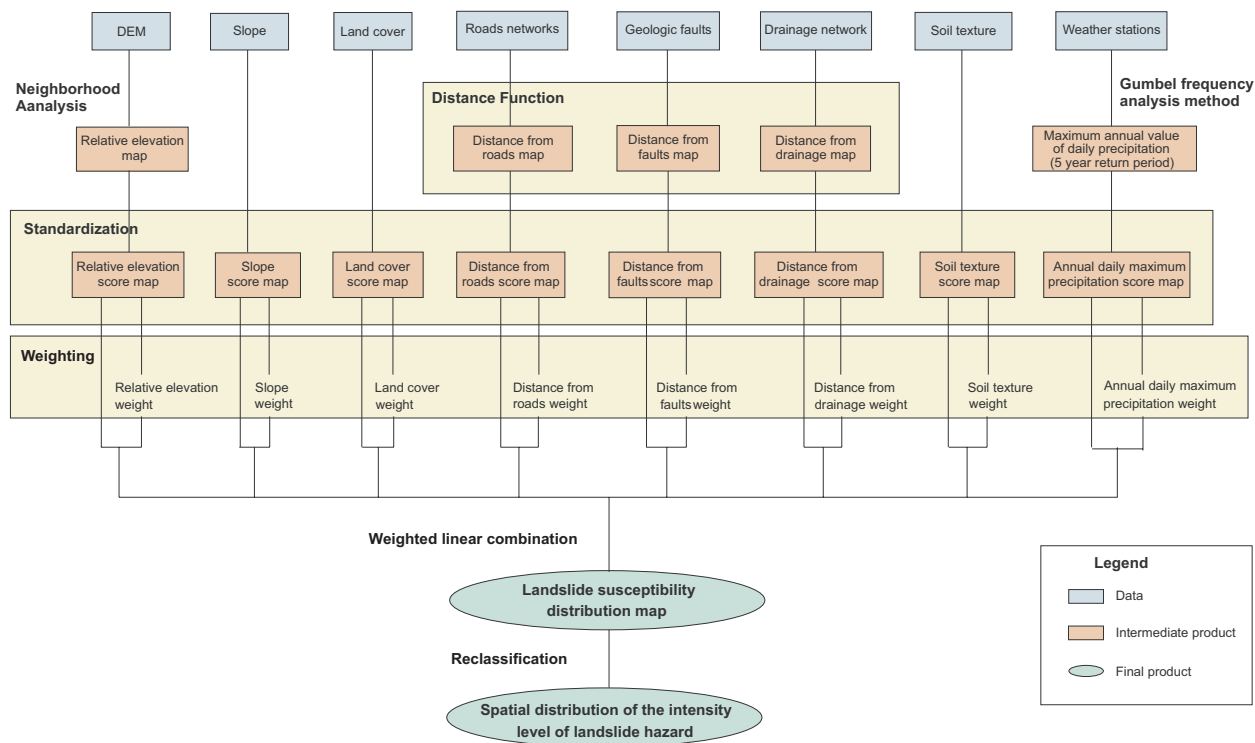 DEM
Slope
Land cover
Roads networks
Geologic faults
Drainage network
Soil texture
Weather stations
Neighborhood
Aanalysis
Distance Function
Gumbel frequency
analysis method
Relative elevation
map
Distance from
roads map
Distance from
faults map
Distance from
drainage map
Maximum annual value
of daily precipitation
(5 year return period)
Standardization
Relative elevation
score map
Slope
score map
Land cover
score map
Distance from
roads score map
Distance from
faults score map
Distance from
drainage score map
Soil texture
score map
Annual daily maximum
precipitation score map
Weighting
Relative elevation
weight
Slope
weight
Land cover
weight
Distance from
roads weight
Distance from
faults weight
Distance from
drainage weight
Soil texture
weight
Annual daily maximum
precipitation weight
Weighted linear combination
Landslide susceptibility
distribution map
Reclassification
Spatial distribution of the intensity
level of landslide hazard
Legend
Data
Intermediate product
Final product